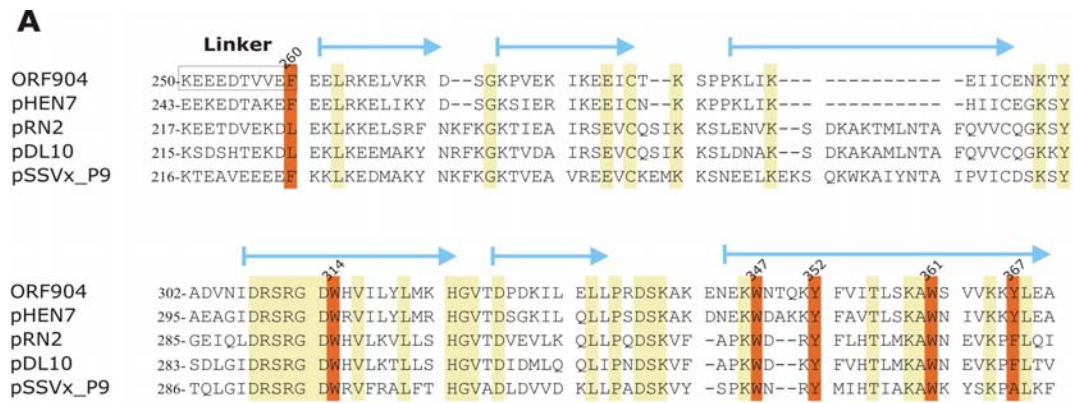 A
Linker
260
ORF904 250-KEEEDTVVEF EELRKELVKR D--SGKPVEK IKEEICT--K SPPKLIK--- ---------- -EIICENKTY
pHEN7 243-EEKEDTAKEF EELRKELIKY D--SGKSIER IKEEICN--K KPPKLIK--- ---------- -HIICEGKSY
pRN2 217-KEETDVEKDL EKLKKELSRF NKFKGKTIEA IRSEVCQSIK KSLENVK--S DKAKTMLNTA FQVVCQGKSY
pDL10 215-KSDSHTEKDL EKLKEEMAKY NRFKGKTVDA IRSEVCQSIK KSLDNAK--S DKAKAMLNTA FQVVCQGKKY
pSSVx_P9 216-KTEAVEEEEF KKLKEDMAKY NKFKGKTVEA VREEVCKEMK KSNEELKEKS QKWKAIYNTA IPVICDSKSY
314 347 352 361 367
ORF904 302-ADVNIDRSRG DWHVILYLMK HGVTDPDKIL ELLPRDSKAK ENEKWNTQKY FVITLSKAWS VVKKYLEA
pHEN7 295-AEAGIDRSRG DWRVILYLMR HGVTDSGKIL QLLPSDSKAK DNEKWDAKKY FAVTLSKAWN IVKKYLEA
pRN2 285-GEIQLDRSRG DWHVLKVLLS HGVTDVEVLK QLLPQDSKVF -APKWD--RY FLHTLMKAWN EVKPFLQI
pDL10 283-SDLGIDRSRG DWHVLKTLLS HGVTDIDMLQ QLIPNDSKVF -APKWD--KY FVHTLMKAWN EVKPFLTV
pSSVx_P9 286-TQLGIDRSRG DWRVFRALFT HGVADLDVVD KLLPADSKVY -SPKWN--RY MIHTIAKAWK YSKPALKF